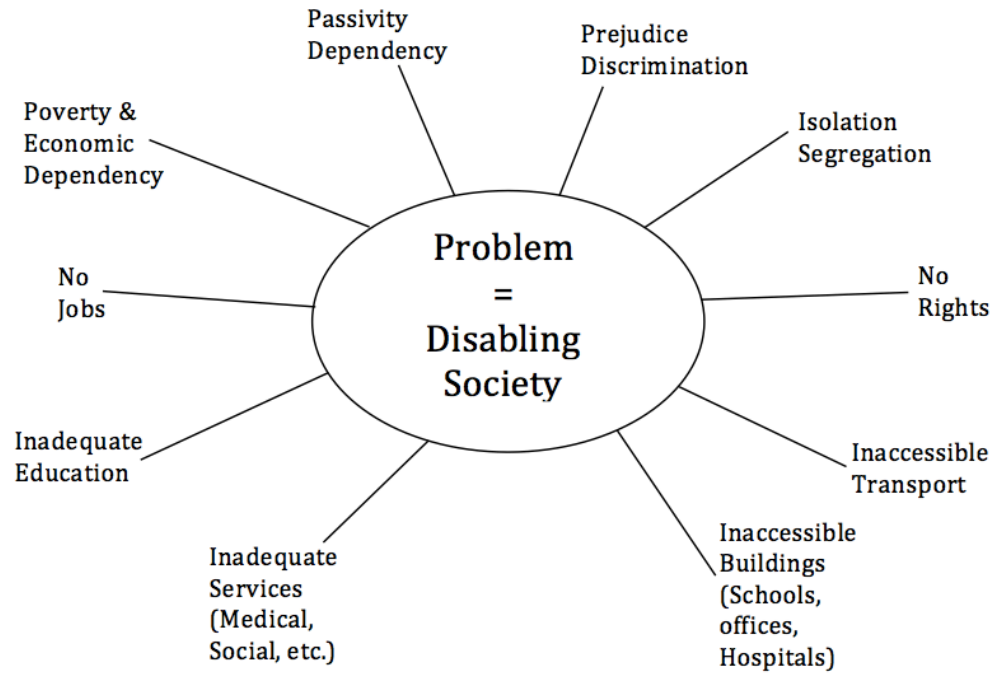 Passivity
Dependency
Prejudice
Discrimination
Poverty &
Economic
Dependency
Isolation
Segregation
Problem
=
Disabling
Society
No
Jobs
No
Rights
Inadequate
Education
Inaccessible
Transport
Inadequate
Services
(Medical,
Social, etc.)
Inaccessible
Buildings
(Schools,
offices,
Hospitals)